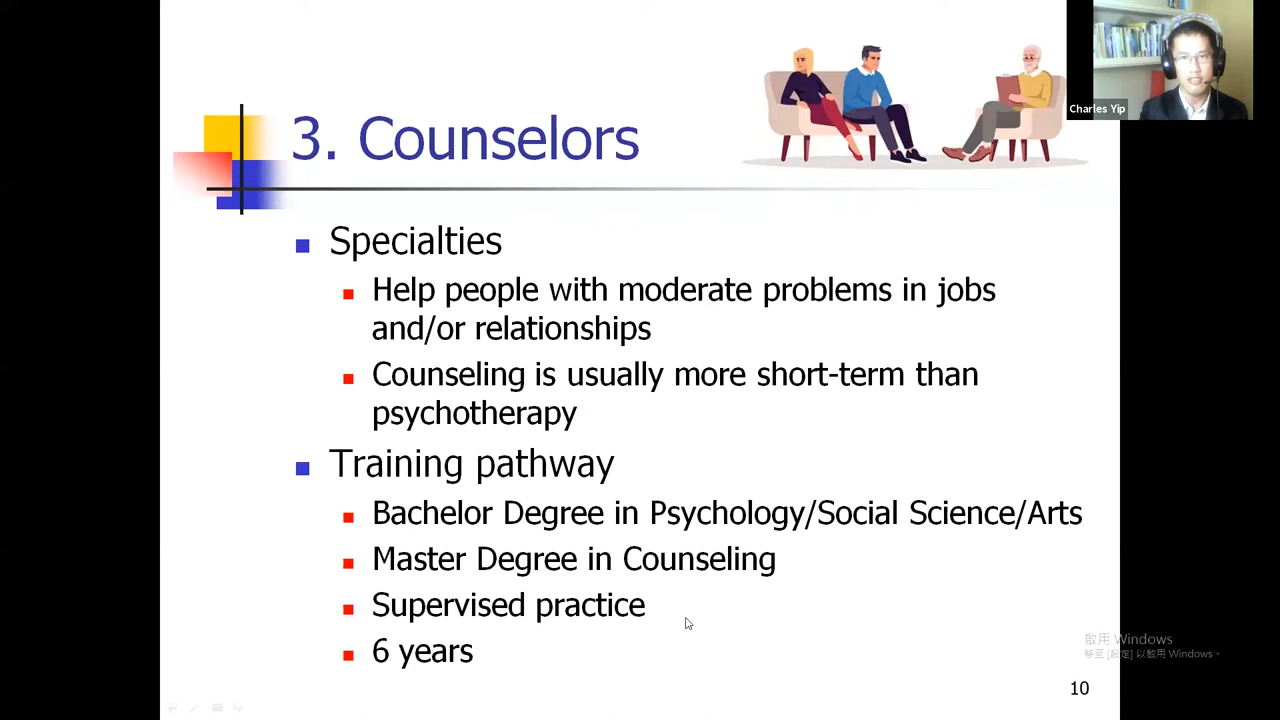 Charles Yip
3. Counselors
Specialties
Help people with moderate problems in jobs
and/or relationships
Counseling is usually more short-term than
psychotherapy
Training pathway
Bachelor Degree in Psychology/Social Science/Arts
Master Degree in Counseling
Supervised practice
6 years
啟用 Windows
移至 [設定] 以啟用 Windows。
10